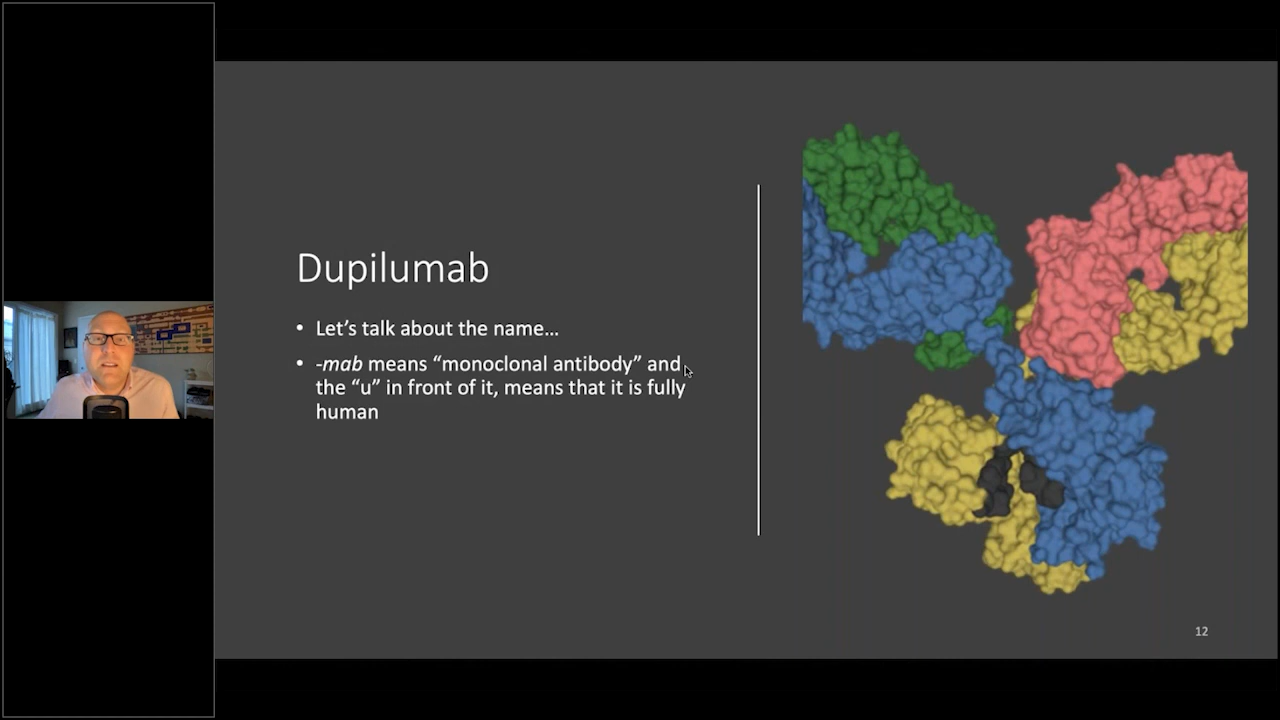 Dupilumab
• Let’s talk about the name…
• -mab means “monoclonal antibody” and
the “u” in front of it, means that it is fully
human
12